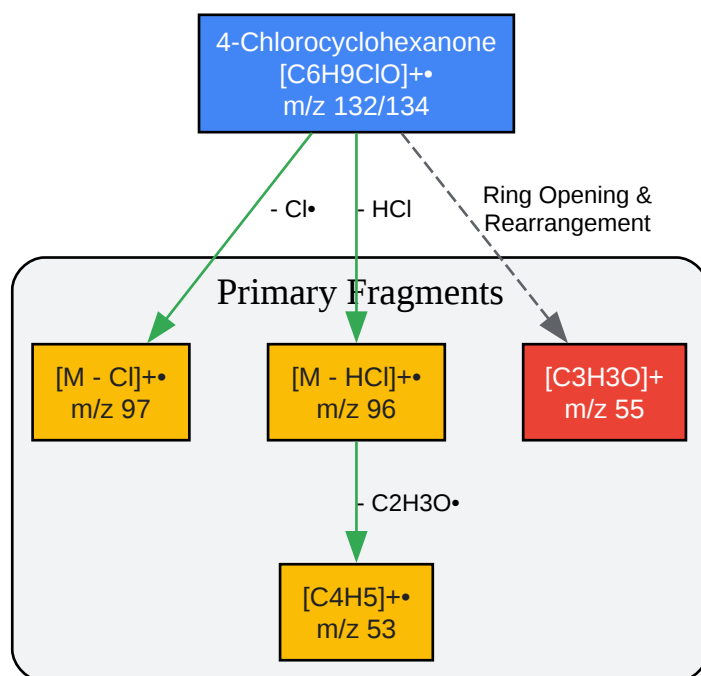 4-Chlorocyclohexanone
[C6H9ClO]+•
m/z 132/134
- Cl•
- HCl
Ring Opening &
Rearrangement
Primary Fragments
[M - Cl]+•
m/z 97
[M - HCl]+•
m/z 96
[C3H3O]+
m/z 55
- C2H3O•
[C4H5]+•
m/z 53